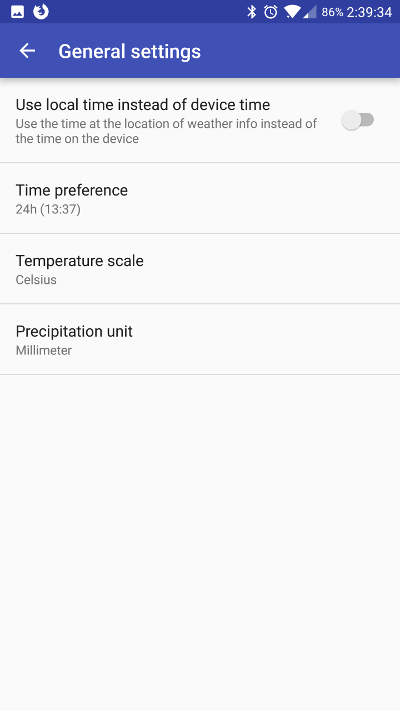 86% 2:39:34
General settings
Use local time instead of device time
Use the time at the location of weather info instead of
the time on the device
Time preference
24h (13:37)
Temperature scale
Celsius
Precipitation unit
Millimeter